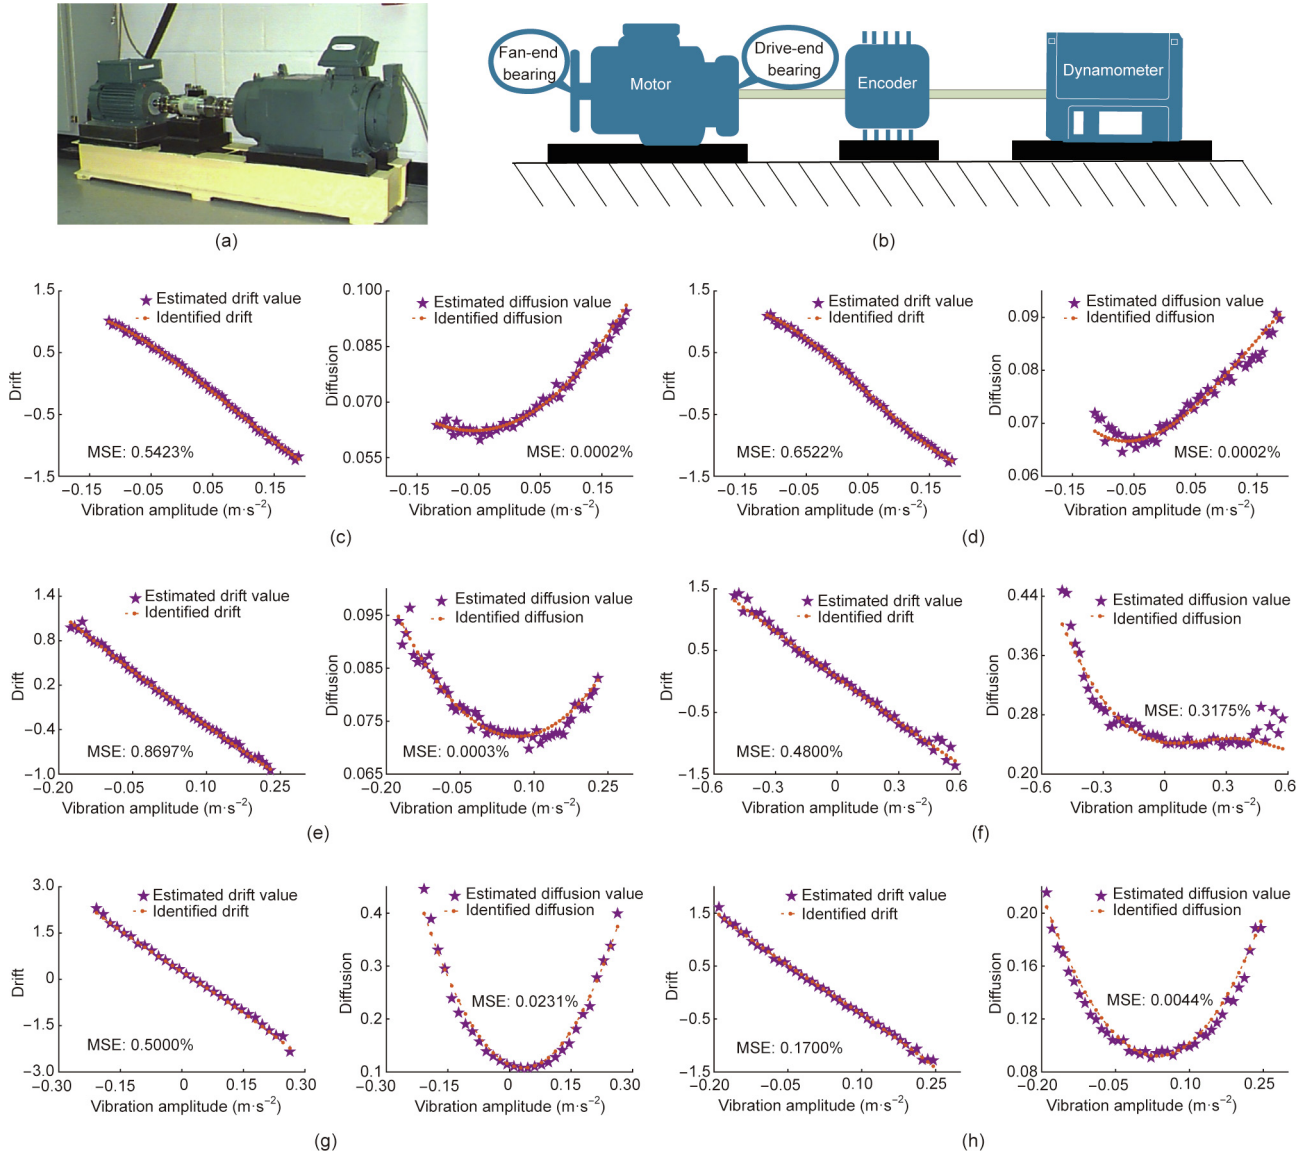 Fan-end
bearing
Motor
Drive-end
bearing
Encoder
Dynamometer
(a)
(b)
1.5
0.5
−0.5
−1.5
Drift
Estimated drift value
Identified drift
MSE: 0.5423%
−0.15
−0.05
0.05
0.15
Vibration amplitude (m·s⁻²)
0.100
0.085
0.070
0.055
Diffusion
Estimated diffusion value
Identified diffusion
MSE: 0.0002%
−0.15
−0.05
0.05
0.15
Vibration amplitude (m·s⁻²)
(c)
1.5
0.5
−0.5
−1.5
Drift
Estimated drift value
Identified drift
MSE: 0.6522%
−0.15
−0.05
0.05
0.15
Vibration amplitude (m·s⁻²)
0.09
0.08
0.07
0.06
Diffusion
Estimated diffusion value
Identified diffusion
MSE: 0.0002%
−0.15
−0.05
0.05
0.15
Vibration amplitude (m·s⁻²)
(d)
1.4
0.8
0.2
−0.4
−1.0
Drift
Estimated drift value
Identified drift
MSE: 0.8697%
−0.20
−0.05
0.10
0.25
Vibration amplitude (m·s⁻²)
0.095
0.085
0.075
0.065
Diffusion
Estimated diffusion value
Identified diffusion
MSE: 0.0003%
−0.20
−0.05
0.10
0.25
Vibration amplitude (m·s⁻²)
(e)
1.5
0.5
−0.5
−1.5
Drift
Estimated drift value
Identified drift
MSE: 0.4800%
−0.6
−0.3
0
0.3
0.6
Vibration amplitude (m·s⁻²)
0.44
0.36
0.28
0.20
Diffusion
Estimated diffusion value
Identified diffusion
MSE: 0.3175%
−0.6
−0.3
0
0.3
0.6
Vibration amplitude (m·s⁻²)
(f)
3.0
1.5
0
−1.5
−3.0
Drift
Estimated drift value
Identified drift
MSE: 0.5000%
−0.30
−0.15
0
0.15
0.30
Vibration amplitude (m·s⁻²)
0.4
0.3
0.2
0.1
Diffusion
Estimated diffusion value
Identified diffusion
MSE: 0.0231%
−0.30
−0.15
0
0.15
0.30
Vibration amplitude (m·s⁻²)
(g)
1.5
0.5
−0.5
−1.5
Drift
Estimated drift value
Identified drift
MSE: 0.1700%
−0.20
−0.05
0.10
0.25
Vibration amplitude (m·s⁻²)
0.20
0.16
0.12
0.08
Diffusion
Estimated diffusion value
Identified diffusion
MSE: 0.0044%
−0.20
−0.05
0.10
0.25
Vibration amplitude (m·s⁻²)
(h)